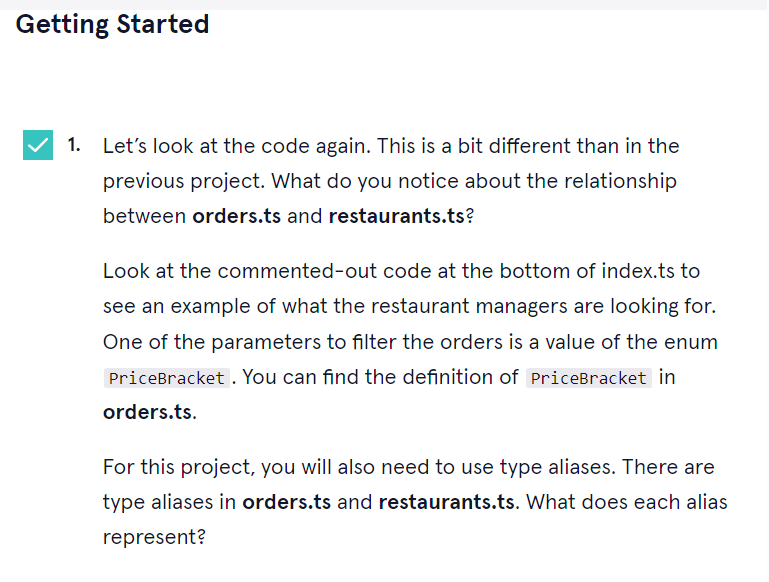 Getting Started
1. Let’s look at the code again. This is a bit different than in the
previous project. What do you notice about the relationship
between orders.ts and restaurants.ts?
Look at the commented-out code at the bottom of index.ts to
see an example of what the restaurant managers are looking for.
One of the parameters to filter the orders is a value of the enum
PriceBracket. You can find the definition of PriceBracket in
orders.ts.
For this project, you will also need to use type aliases. There are
type aliases in orders.ts and restaurants.ts. What does each alias
represent?